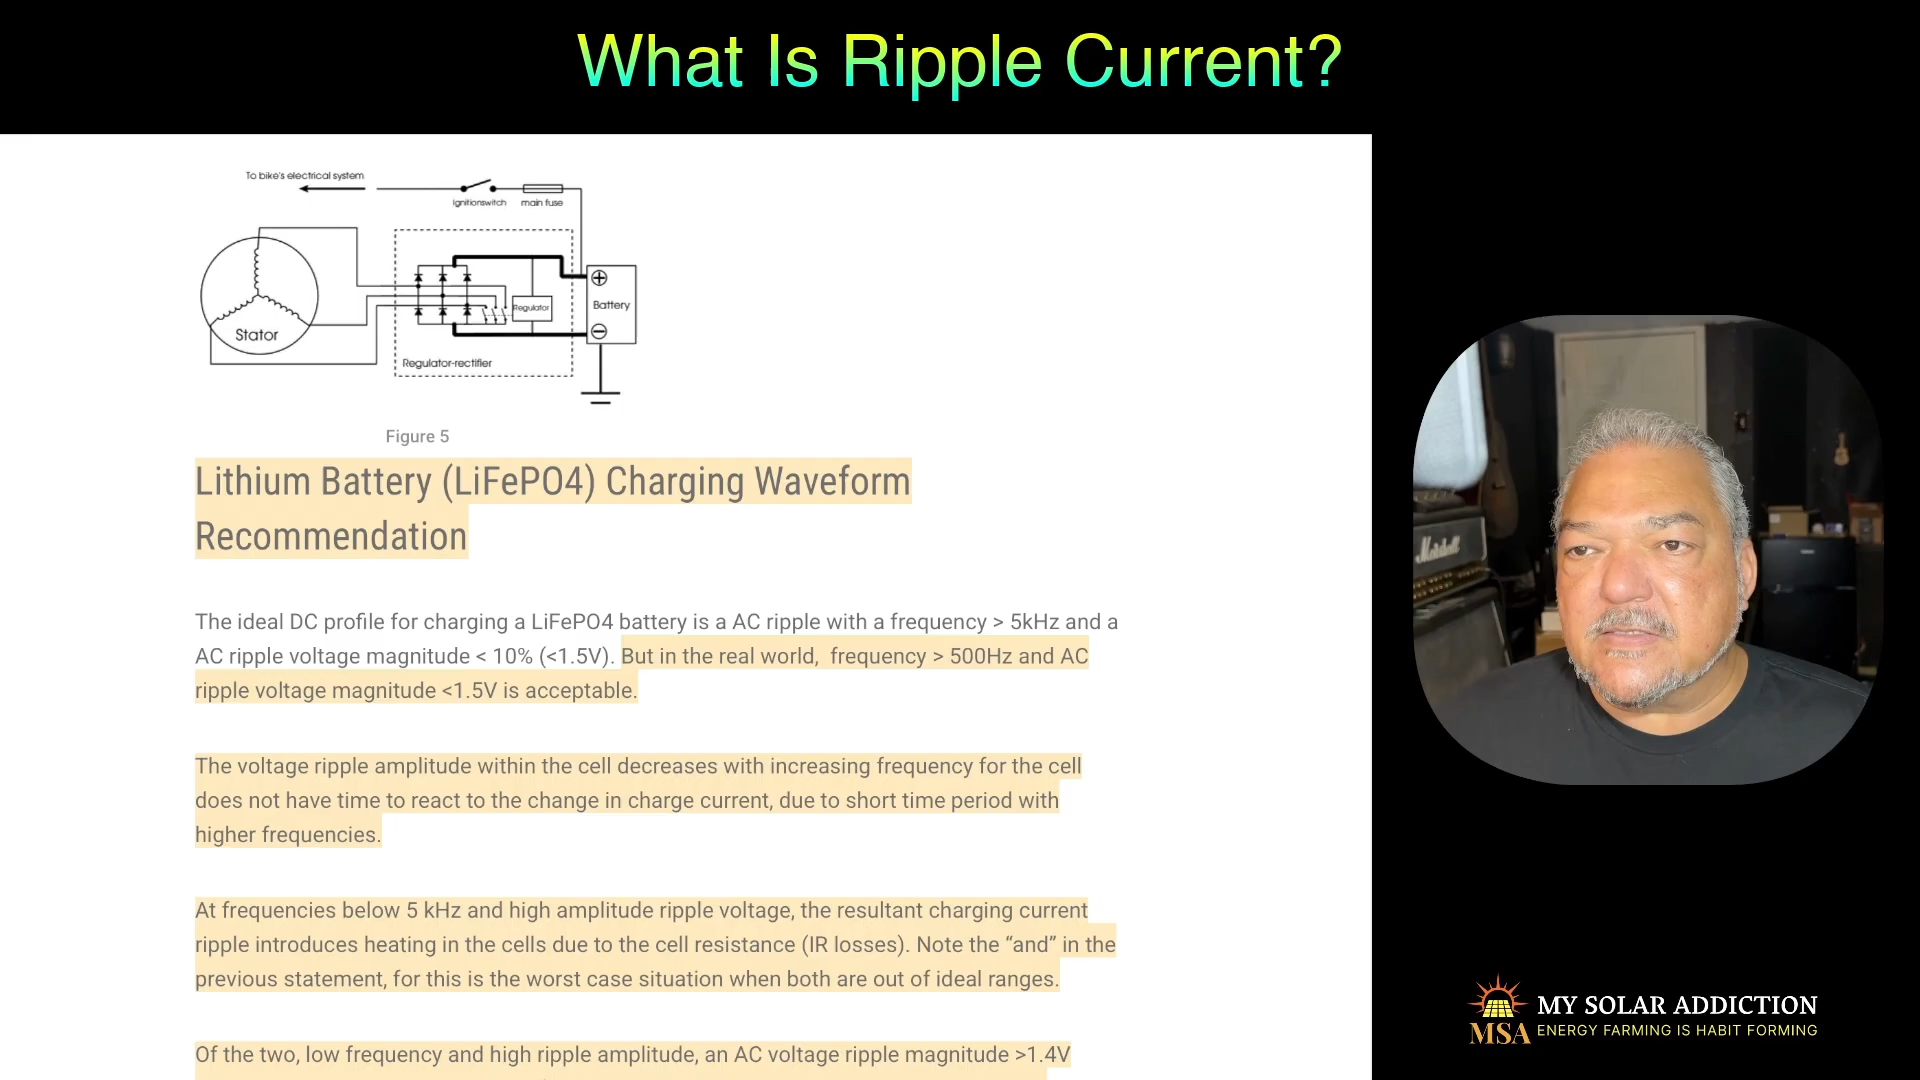 What Is Ripple Current?
To bike's electrical system
Ignitionswitch
main fuse
Stator
Regulator
Battery
Regulator-rectifier
Figure 5
Lithium Battery (LiFePO4) Charging Waveform
Recommendation
The ideal DC profile for charging a LiFePO4 battery is a AC ripple with a frequency > 5kHz and a
AC ripple voltage magnitude < 10% (<1.5V). But in the real world, frequency > 500Hz and AC
ripple voltage magnitude <1.5V is acceptable.
The voltage ripple amplitude within the cell decreases with increasing frequency for the cell
does not have time to react to the change in charge current, due to short time period with
higher frequencies.
At frequencies below 5 kHz and high amplitude ripple voltage, the resultant charging current
ripple introduces heating in the cells due to the cell resistance (IR losses). Note the “and” in the
previous statement, for this is the worst case situation when both are out of ideal ranges.
Of the two, low frequency and high ripple amplitude, an AC voltage ripple magnitude >1.4V
Marshall
MSA
MY SOLAR ADDICTION
ENERGY FARMING IS HABIT FORMING